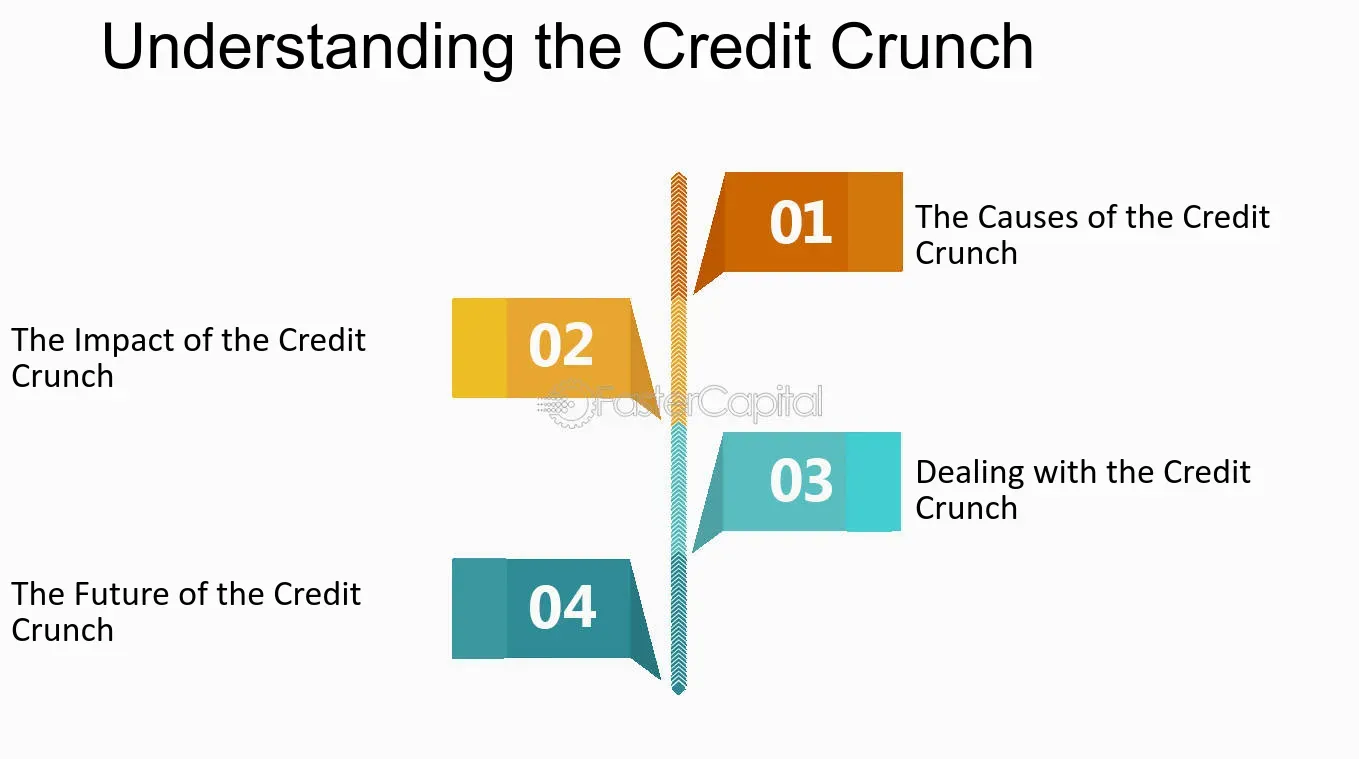 Understanding the Credit Crunch
01
The Causes of the Credit
Crunch
02
The Impact of the Credit
Crunch
FasterCapital
03
Dealing with the Credit
Crunch
04
The Future of the Credit
Crunch